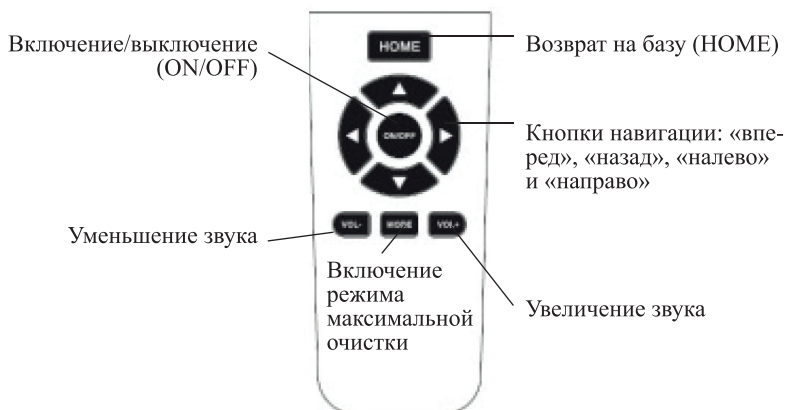 Включение/выключение
(ON/OFF)
HOME
Возврат на базу (HOME)
ON/OFF
Кнопки навигации: «впе-
ред», «назад», «налево»
и «направо»
VOL- MODE VOL+
Уменьшение звука
Включение
режима
максимальной
очистки
Увеличение звука